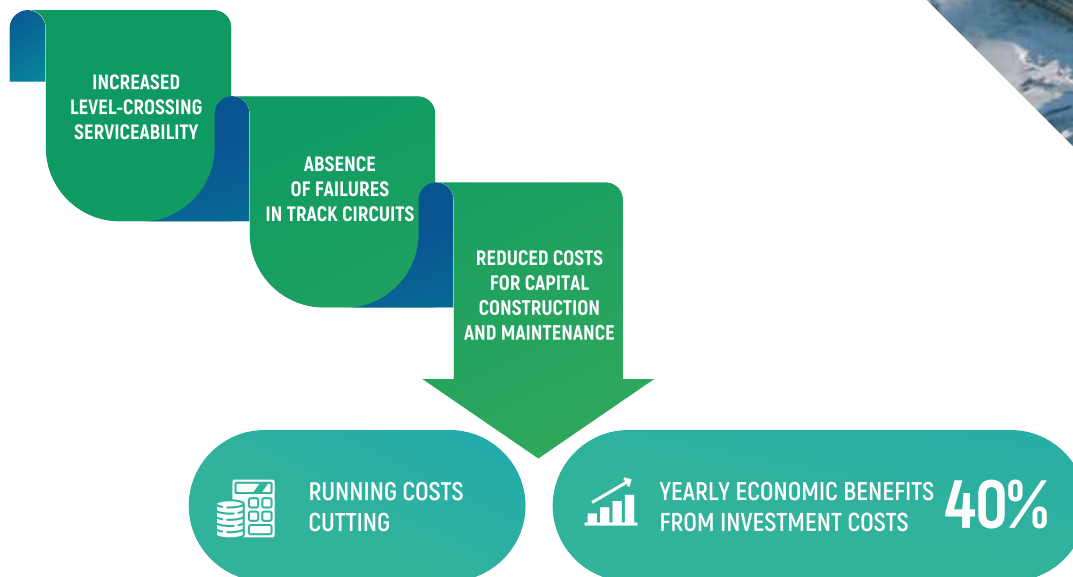 INCREASED
LEVEL-CROSSING
SERVICEABILITY
ABSENCE
OF FAILURES
IN TRACK CIRCUITS
REDUCED COSTS
FOR CAPITAL
CONSTRUCTION
AND MAINTENANCE
RUNNING COSTS
CUTTING
YEARLY ECONOMIC BENEFITS
FROM INVESTMENT COSTS
40%